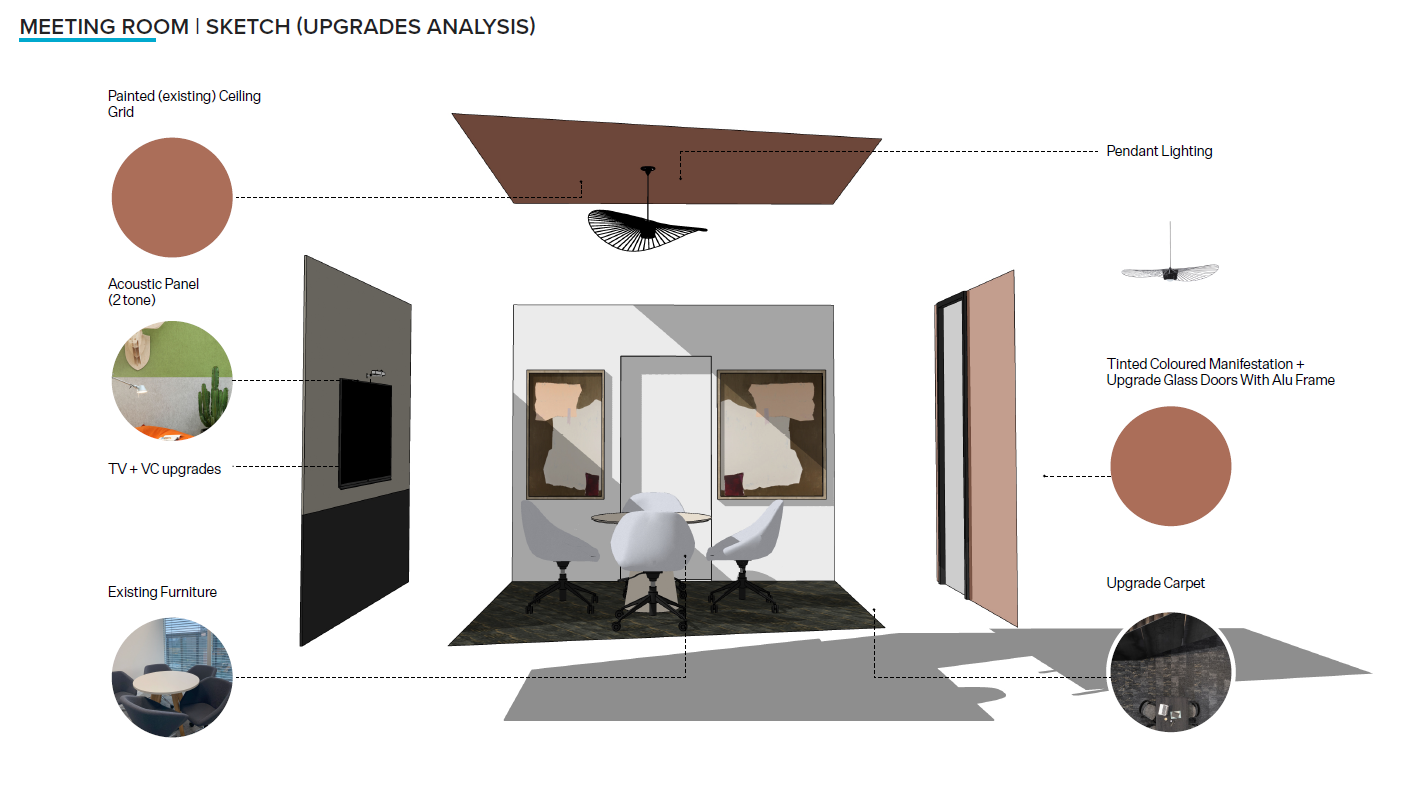 MEETING ROOM | SKETCH (UPGRADES ANALYSIS)
Painted (existing) Ceiling
Grid
Pendant Lighting
Acoustic Panel
(2 tone)
Tinted Coloured Manifestation +
Upgrade Glass Doors With Alu Frame
TV + VC upgrades
Existing Furniture
Upgrade Carpet